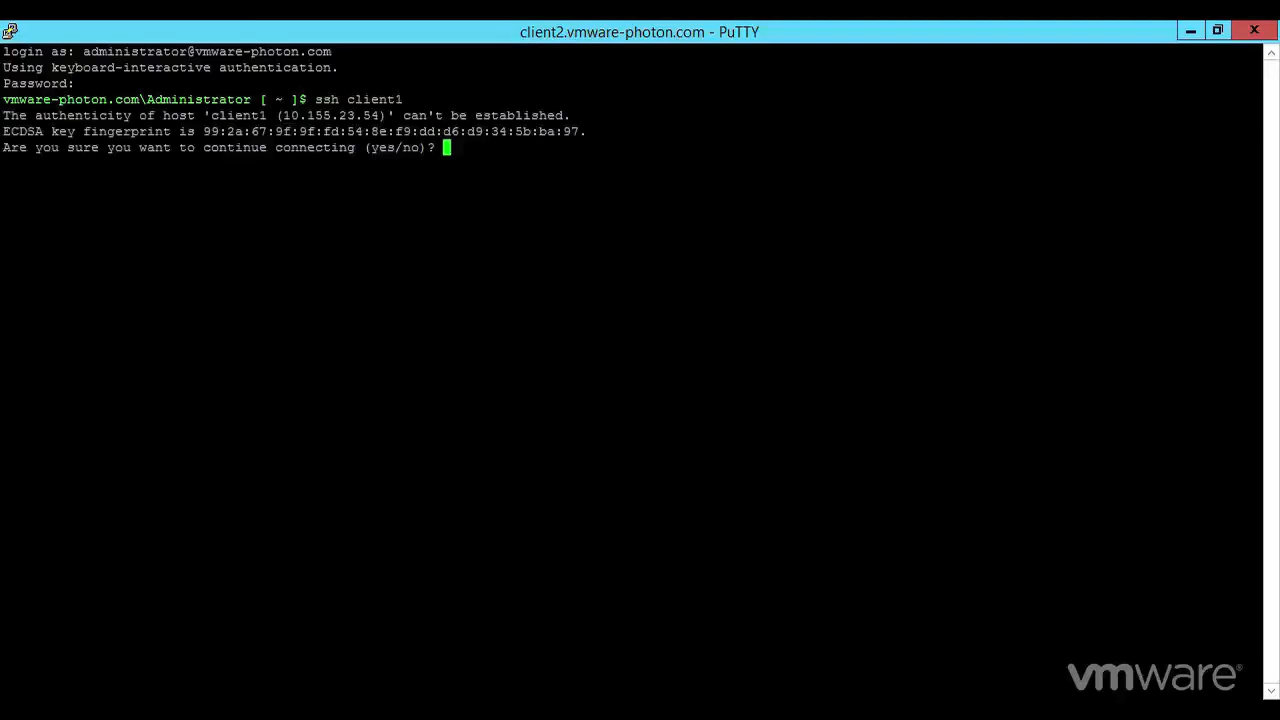 client2.vmware-photon.com - PuTTY
login as: administrator@vmware-photon.com
Using keyboard-interactive authentication.
Password:
vmware-photon.com\Administrator [ ~ ]$ ssh client1
The authenticity of host 'client1 (10.155.23.54)' can't be established.
ECDSA key fingerprint is 99:2a:67:9f:9f:fd:54:8e:f9:dd:d6:d9:34:5b:ba:97.
Are you sure you want to continue connecting (yes/no)?
vmware®